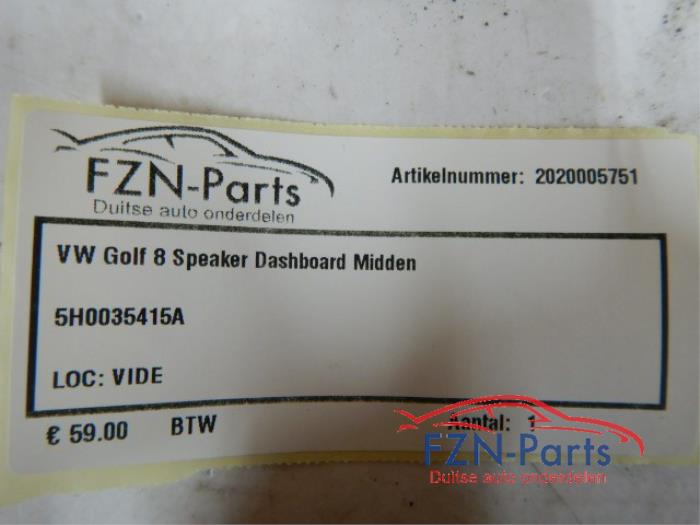 FZN-Parts
Duitse auto onderdelen
Artikelnummer: 2020005751
VW Golf 8 Speaker Dashboard Midden
5H0035415A
LOC: VIDE
€ 59.00 BTW Aantal: 1
FZN-Parts
Duitse auto onderdelen